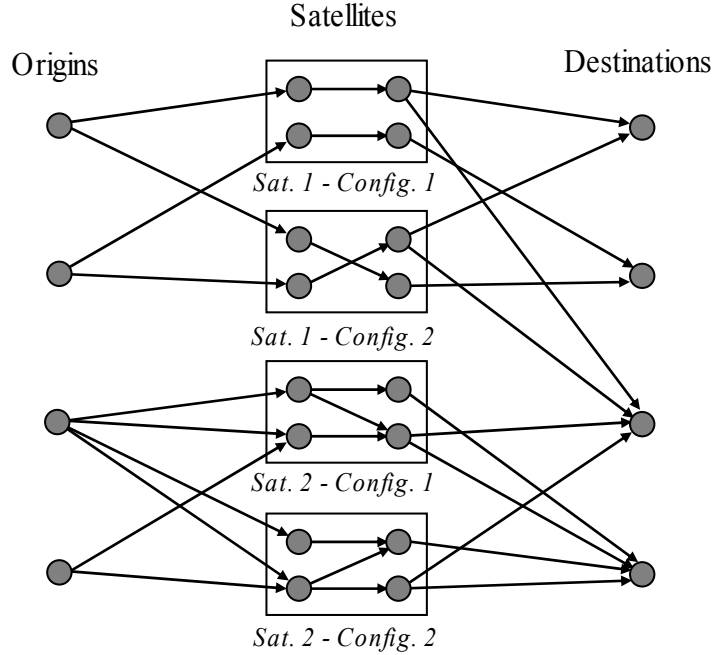 Satellites
Origins
Destinations
Sat. 1 - Config. 1
Sat. 1 - Config. 2
Sat. 2 - Config. 1
Sat. 2 - Config. 2